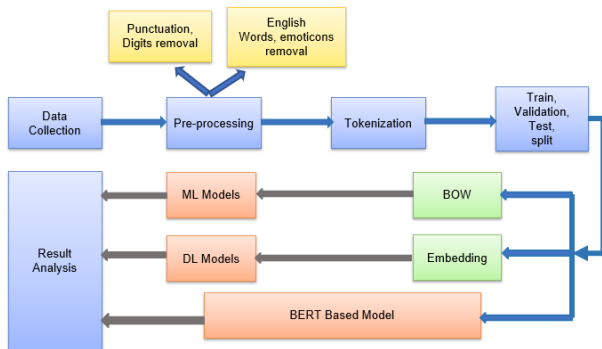 Punctuation,
Digits removal
English
Words, emoticons
removal
Data
Collection
Pre-processing
Tokenization
Train,
Validation,
Test,
split
Result
Analysis
ML Models
BOW
DL Models
Embedding
BERT Based Model